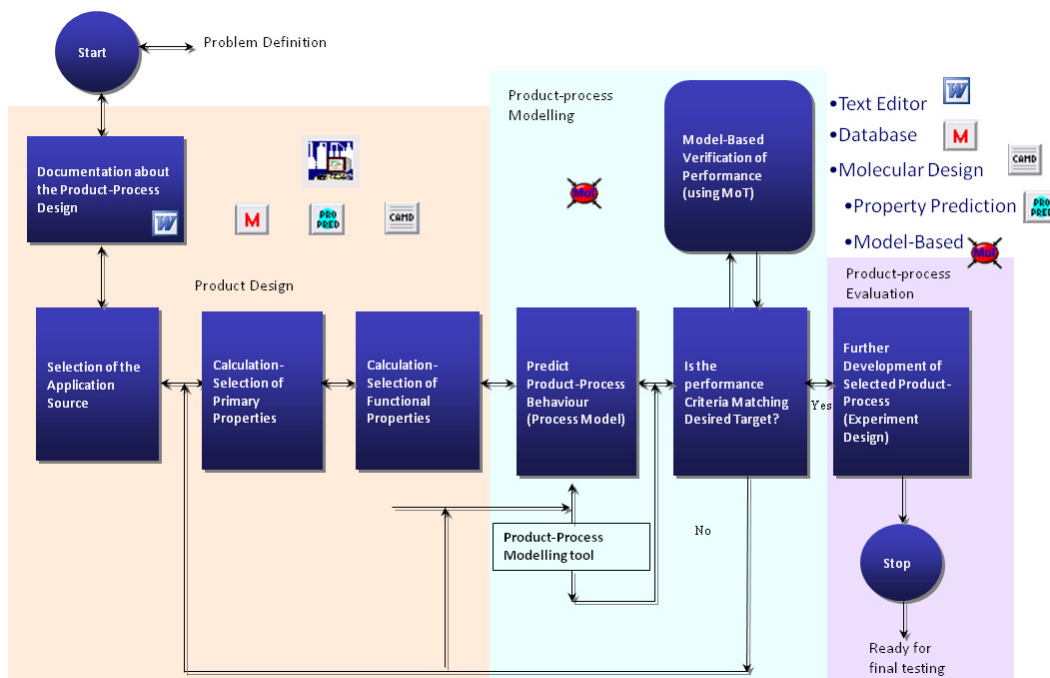 Start
Problem Definition
Documentation about
the Product-Process
Design
W
M
PRO
PRED
CAMD
Product Design
Selection of the
Application
Source
Calculation-
Selection of
Primary
Properties
Calculation-
Selection of
Functional
Properties
Product-process
Modelling
Mol
Model-Based
Verification of
Performance
(using MoT)
Predict
Product-Process
Behaviour
(Process Model)
Is the
performance
Criteria Matching
Desired Target?
Product-Process
Modelling tool
No
Yes
•Text Editor W
•Database M
•Molecular Design CAMD
•Property Prediction PRO
PRED
•Model-Based Mol
Product-process
Evaluation
Further
Development of
Selected Product-
Process
(Experiment
Design)
Stop
Ready for
final testing